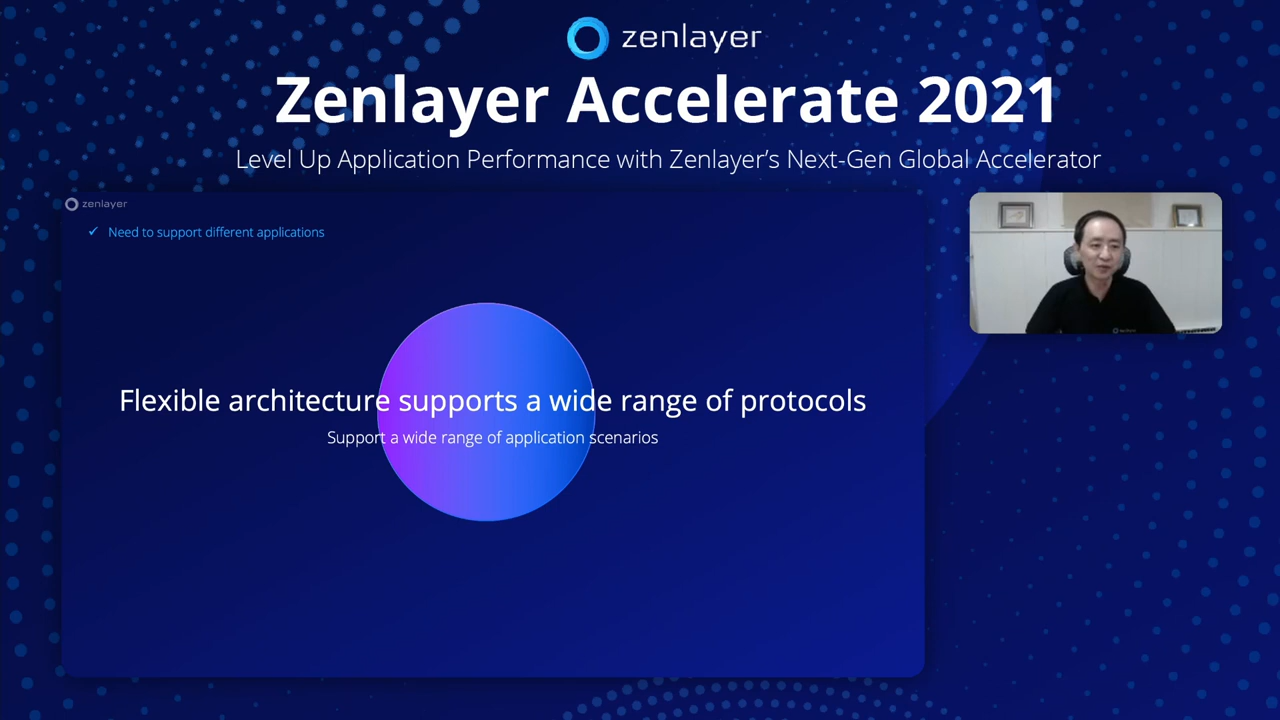 zenlayer
Zenlayer Accelerate 2021
Level Up Application Performance with Zenlayer’s Next-Gen Global Accelerator
zenlayer
✓ Need to support different applications
Flexible architecture supports a wide range of protocols
Support a wide range of application scenarios